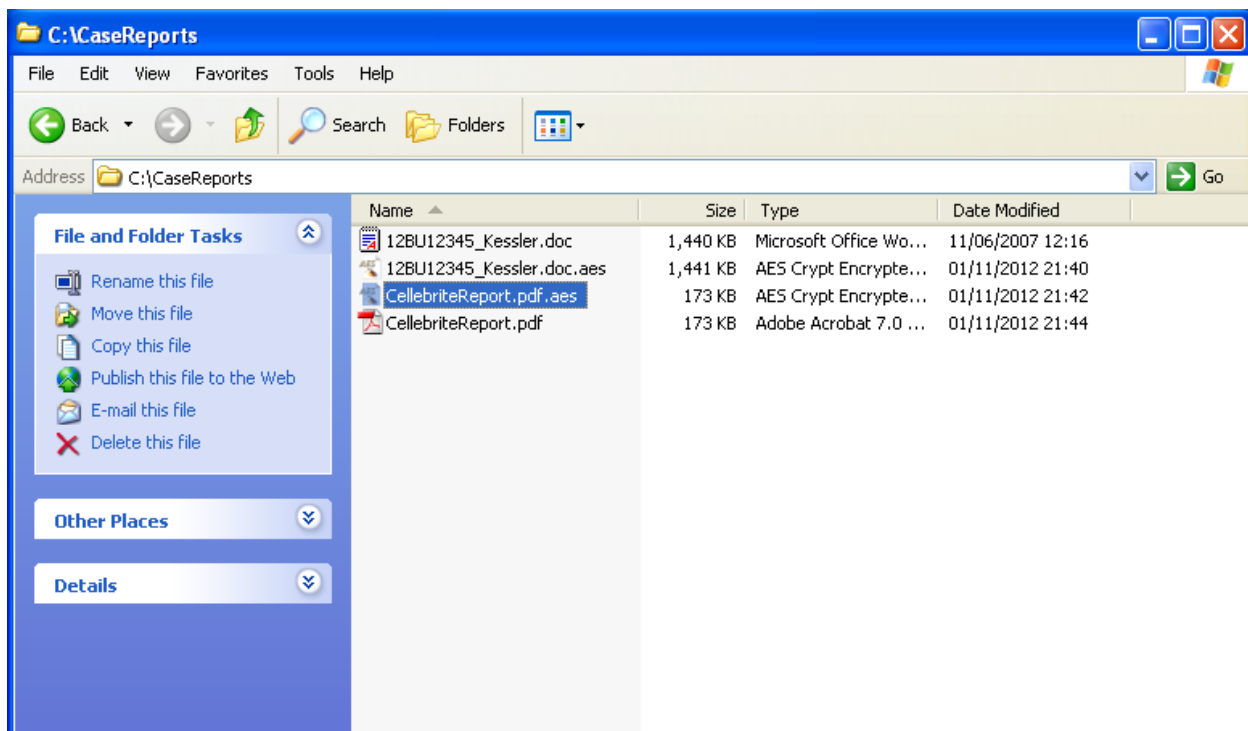 C:\CaseReports
File Edit View Favorites Tools Help
Back Search Folders
Address C:\CaseReports Go
File and Folder Tasks
Rename this file
Move this file
Copy this file
Publish this file to the Web
E-mail this file
Delete this file
Other Places
Details
Name Size Type Date Modified
12BU12345_Kessler.doc 1,440 KB Microsoft Office Wo... 11/06/2007 12:16
12BU12345_Kessler.doc.aes 1,441 KB AES Crypt Encrypte... 01/11/2012 21:40
CellebriteReport.pdf.aes 173 KB AES Crypt Encrypte... 01/11/2012 21:42
CellebriteReport.pdf 173 KB Adobe Acrobat 7.0 ... 01/11/2012 21:44